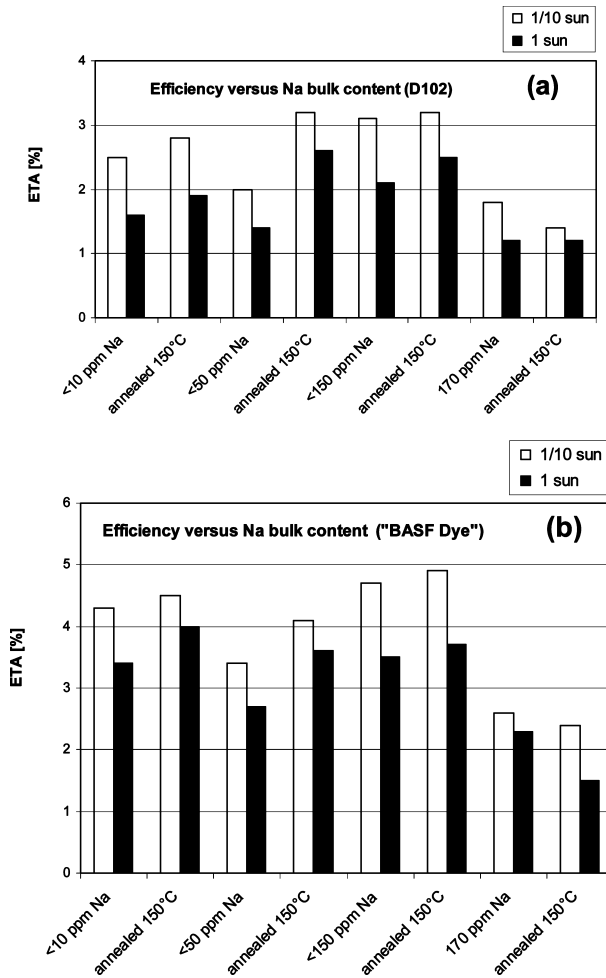 1/10 sun
1 sun
Efficiency versus Na bulk content (D102)
(a)
ETA [%]
4
3
2
1
0
<10 ppm Na
annealed 150°C
<50 ppm Na
annealed 150°C
<150 ppm Na
annealed 150°C
170 ppm Na
annealed 150°C
1/10 sun
1 sun
Efficiency versus Na bulk content ("BASF Dye")
(b)
ETA [%]
6
5
4
3
2
1
0
<10 ppm Na
annealed 150°C
<50 ppm Na
annealed 150°C
<150 ppm Na
annealed 150°C
170 ppm Na
annealed 150°C